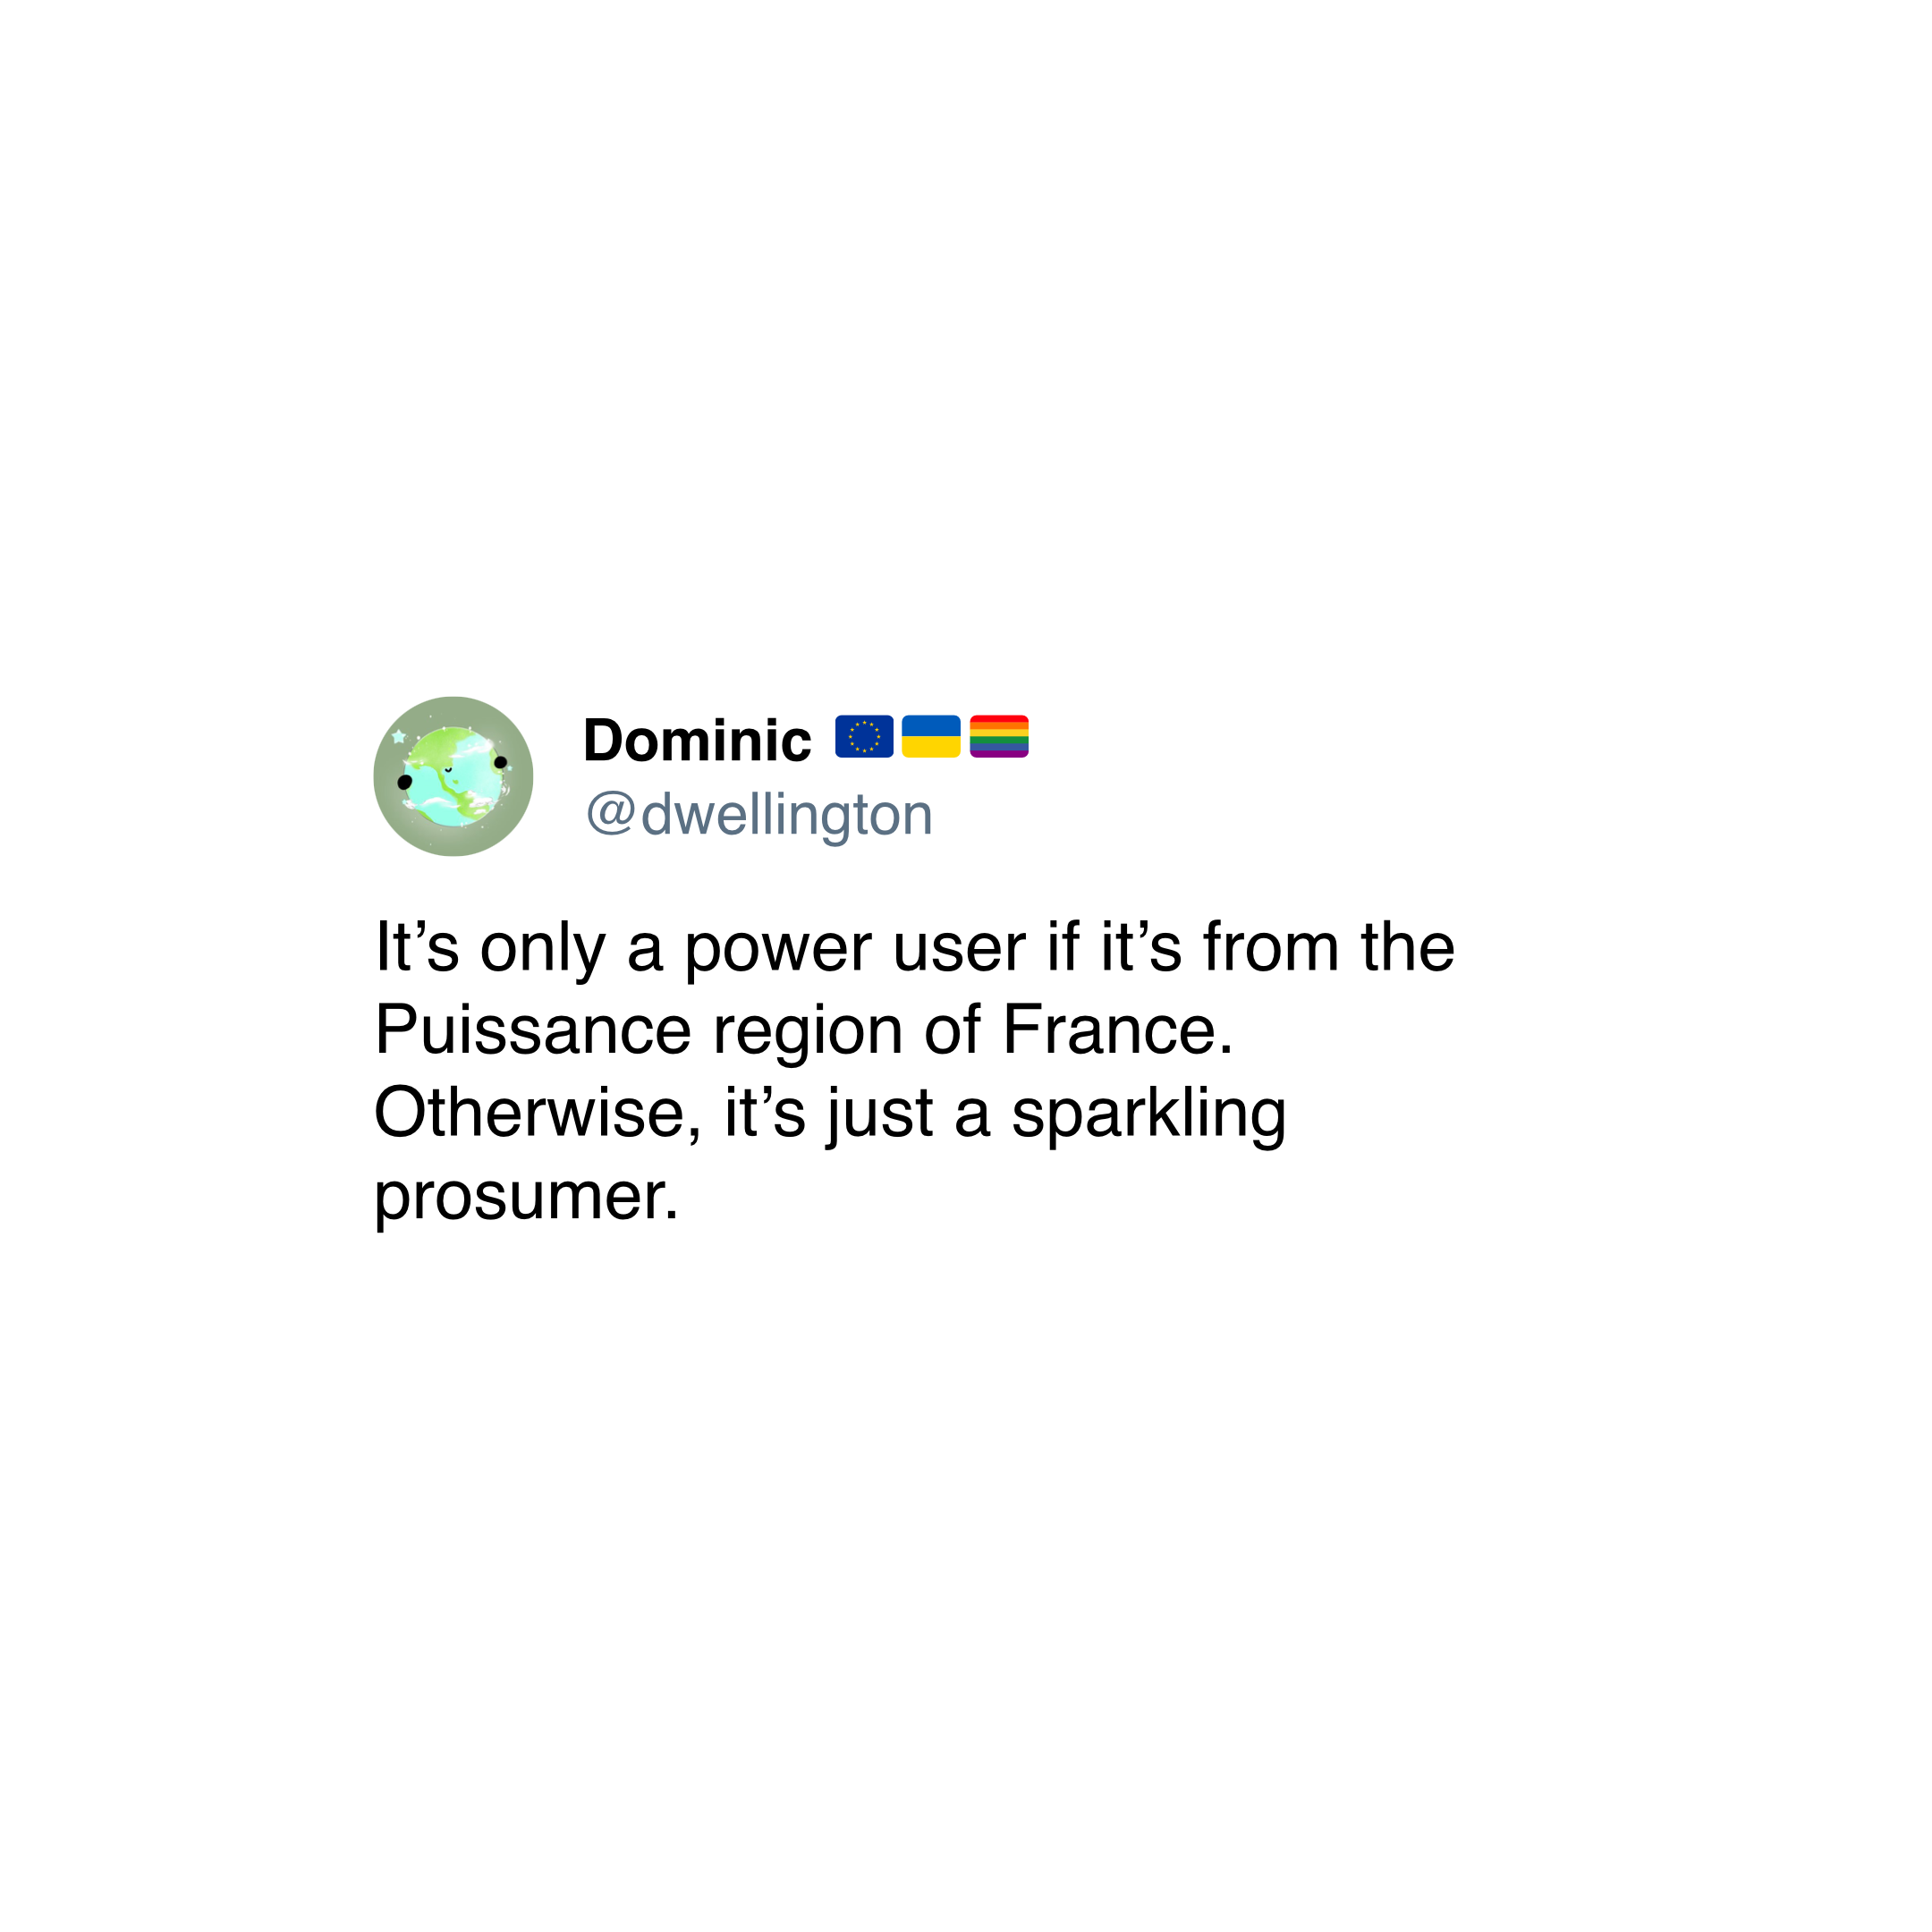 Dominic 🇪🇺🇺🇦🏳️‍🌈
@dwellington
It’s only a power user if it’s from the
Puissance region of France.
Otherwise, it’s just a sparkling
prosumer.